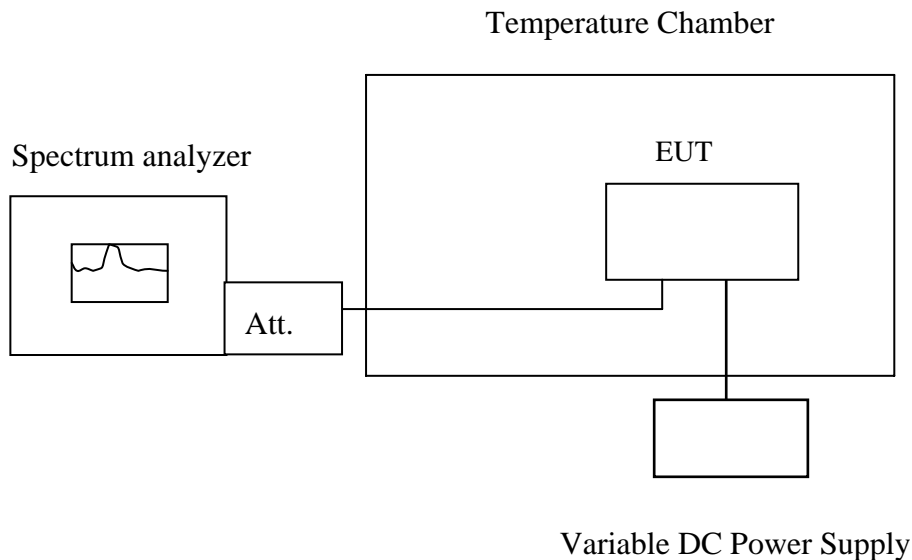 Temperature Chamber
Spectrum analyzer
EUT
Att.
Variable DC Power Supply